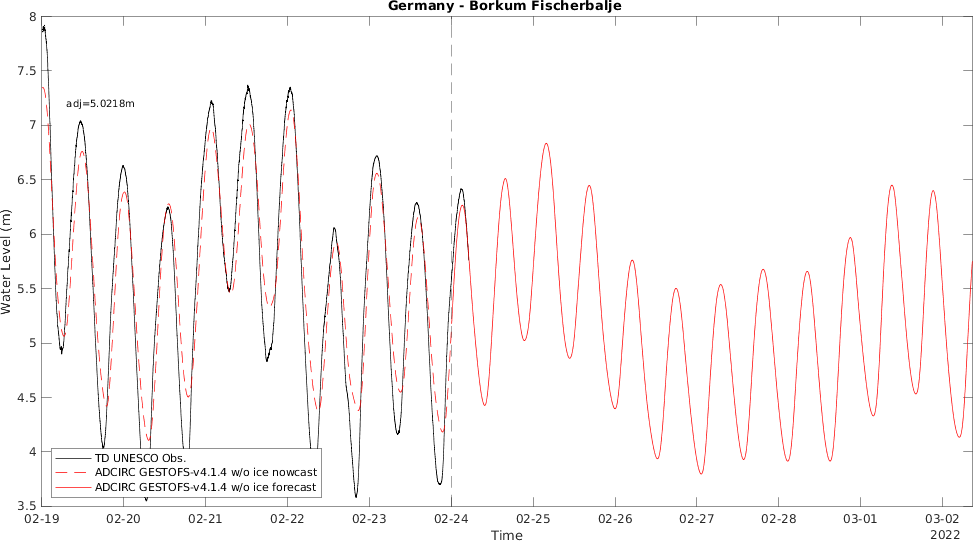 Germany - Borkum Fischerbalje
8
7.5
adj=5.0218m
7
6.5
6
5.5
5
4.5
4
3.5
Water Level (m)
TD UNESCO Obs.
ADCIRC GESTOFS-v4.1.4 w/o ice nowcast
ADCIRC GESTOFS-v4.1.4 w/o ice forecast
02-19 02-20 02-21 02-22 02-23 02-24 02-25 02-26 02-27 02-28 03-01 03-02
Time 2022